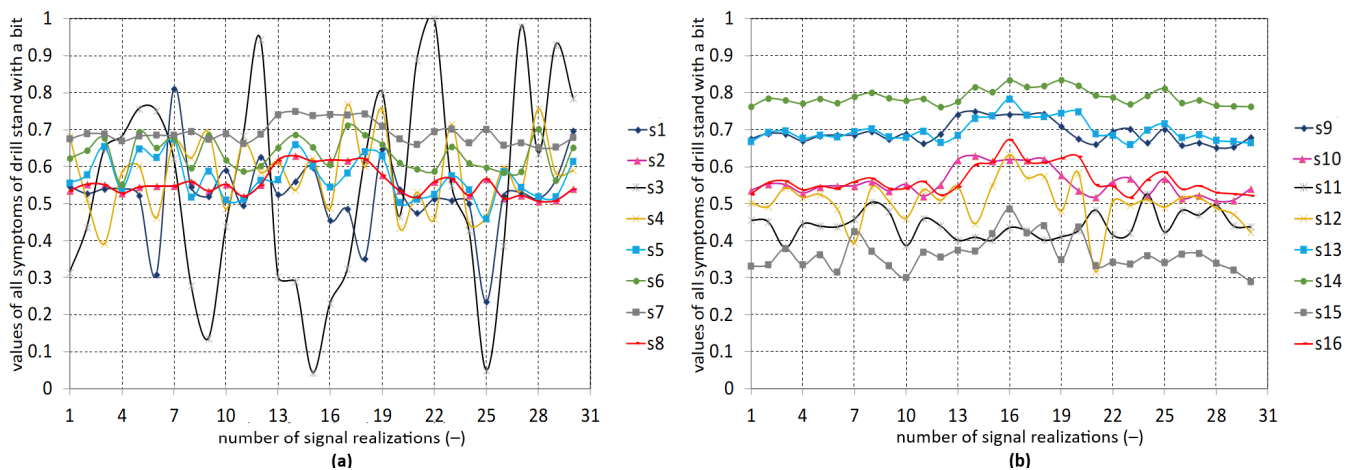 values of all symptoms of drill stand with a bit
1
0.9
0.8
0.7
0.6
0.5
0.4
0.3
0.2
0.1
0
1 4 7 10 13 16 19 22 25 28 31
number of signal realizations (–)
(a)
s1
s2
s3
s4
s5
s6
s7
s8
values of all symptoms of drill stand with a bit
1
0.9
0.8
0.7
0.6
0.5
0.4
0.3
0.2
0.1
0
1 4 7 10 13 16 19 22 25 28 31
number of signal realizations (–)
(b)
s9
s10
s11
s12
s13
s14
s15
s16